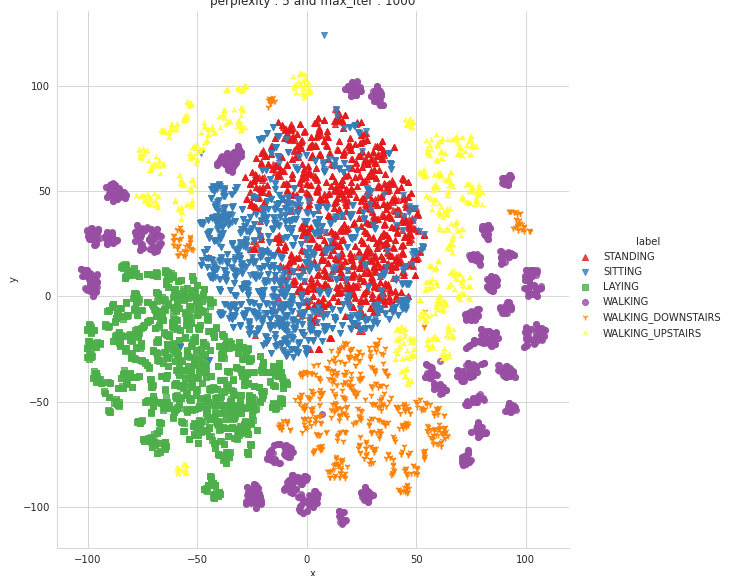 perplexity : 5 and max_iter : 1000
100
50
0
−50
−100
y
−100
−50
0
50
100
x
label
STANDING
SITTING
LAYING
WALKING
WALKING_DOWNSTAIRS
WALKING_UPSTAIRS